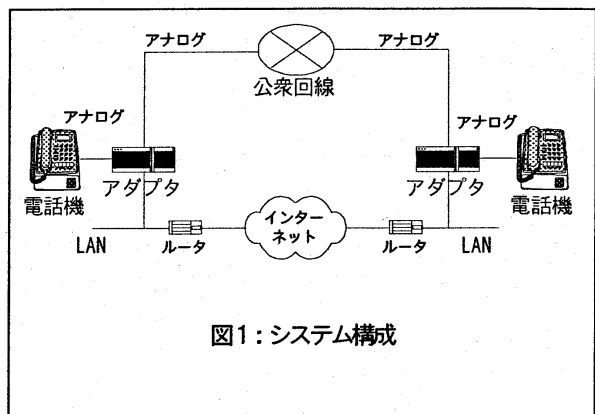 アナログ
アナログ
公衆回線
アナログ
アナログ
アダプタ
アダプタ
電話機
電話機
インター
ネット
LAN
ルータ
ルータ
LAN
図1:システム構成